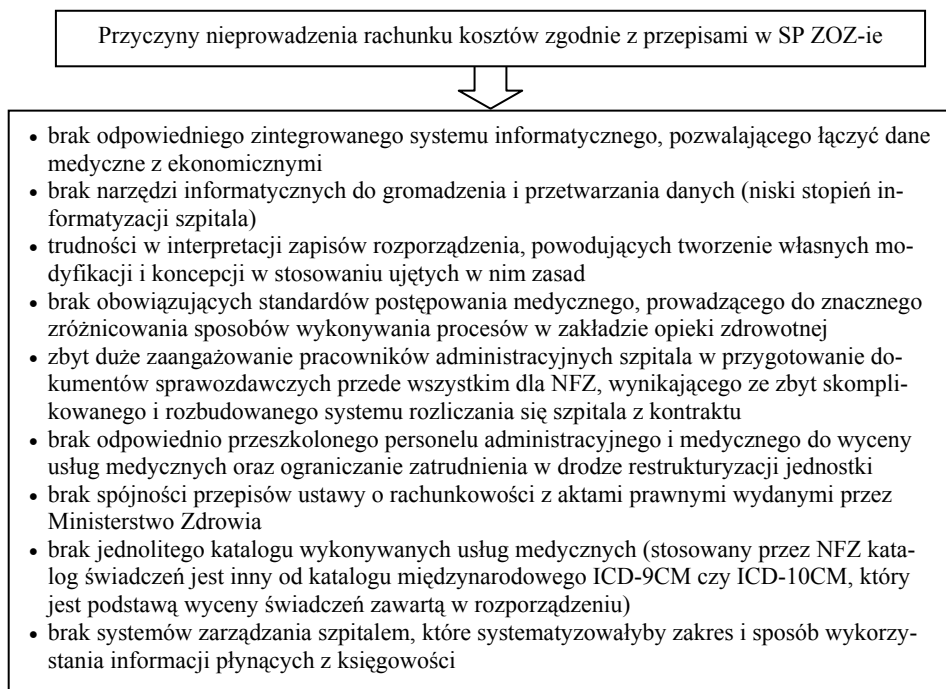 Przyczyny nieprowadzenia rachunku kosztów zgodnie z przepisami w SP ZOZ-ie
• brak odpowiedniego zintegrowanego systemu informatycznego, pozwalającego łączyć dane
medyczne z ekonomicznymi
• brak narzędzi informatycznych do gromadzenia i przetwarzania danych (niski stopień in-
formatyzacji szpitala)
• trudności w interpretacji zapisów rozporządzenia, powodujących tworzenie własnych mo-
dyfikacji i koncepcji w stosowaniu ujętych w nim zasad
• brak obowiązujących standardów postępowania medycznego, prowadzącego do znacznego
zróżnicowania sposobów wykonywania procesów w zakładzie opieki zdrowotnej
• zbyt duże zaangażowanie pracowników administracyjnych szpitala w przygotowanie do-
kumentów sprawozdawczych przede wszystkim dla NFZ, wynikającego ze zbyt skompli-
kowanego i rozbudowanego systemu rozliczania się szpitala z kontraktu
• brak odpowiednio przeszkolonego personelu administracyjnego i medycznego do wyceny
usług medycznych oraz ograniczanie zatrudnienia w drodze restrukturyzacji jednostki
• brak spójności przepisów ustawy o rachunkowości z aktami prawnymi wydanymi przez
Ministerstwo Zdrowia
• brak jednolitego katalogu wykonywanych usług medycznych (stosowany przez NFZ kata-
log świadczeń jest inny od katalogu międzynarodowego ICD-9CM czy ICD-10CM, który
jest podstawą wyceny świadczeń zawartą w rozporządzeniu)
• brak systemów zarządzania szpitalem, które systematyzowałyby zakres i sposób wykorzy-
stania informacji płynących z księgowości